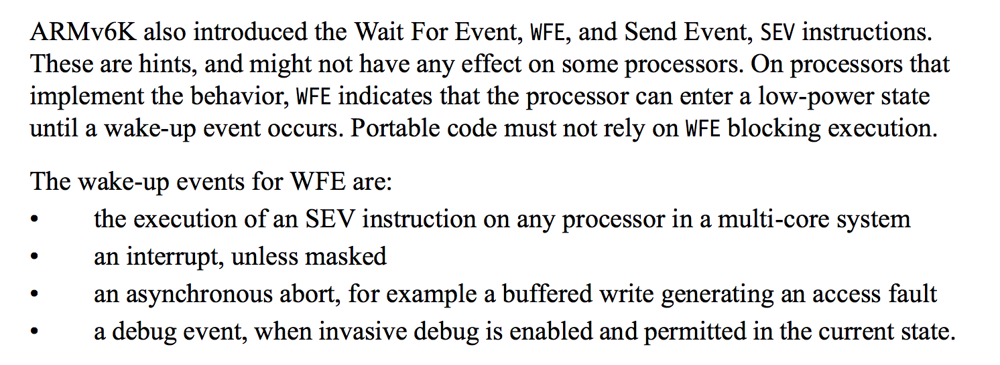 ARMv6K also introduced the Wait For Event, WFE, and Send Event, SEV instructions.
These are hints, and might not have any effect on some processors. On processors that
implement the behavior, WFE indicates that the processor can enter a low-power state
until a wake-up event occurs. Portable code must not rely on WFE blocking execution.
The wake-up events for WFE are:
• the execution of an SEV instruction on any processor in a multi-core system
• an interrupt, unless masked
• an asynchronous abort, for example a buffered write generating an access fault
• a debug event, when invasive debug is enabled and permitted in the current state.